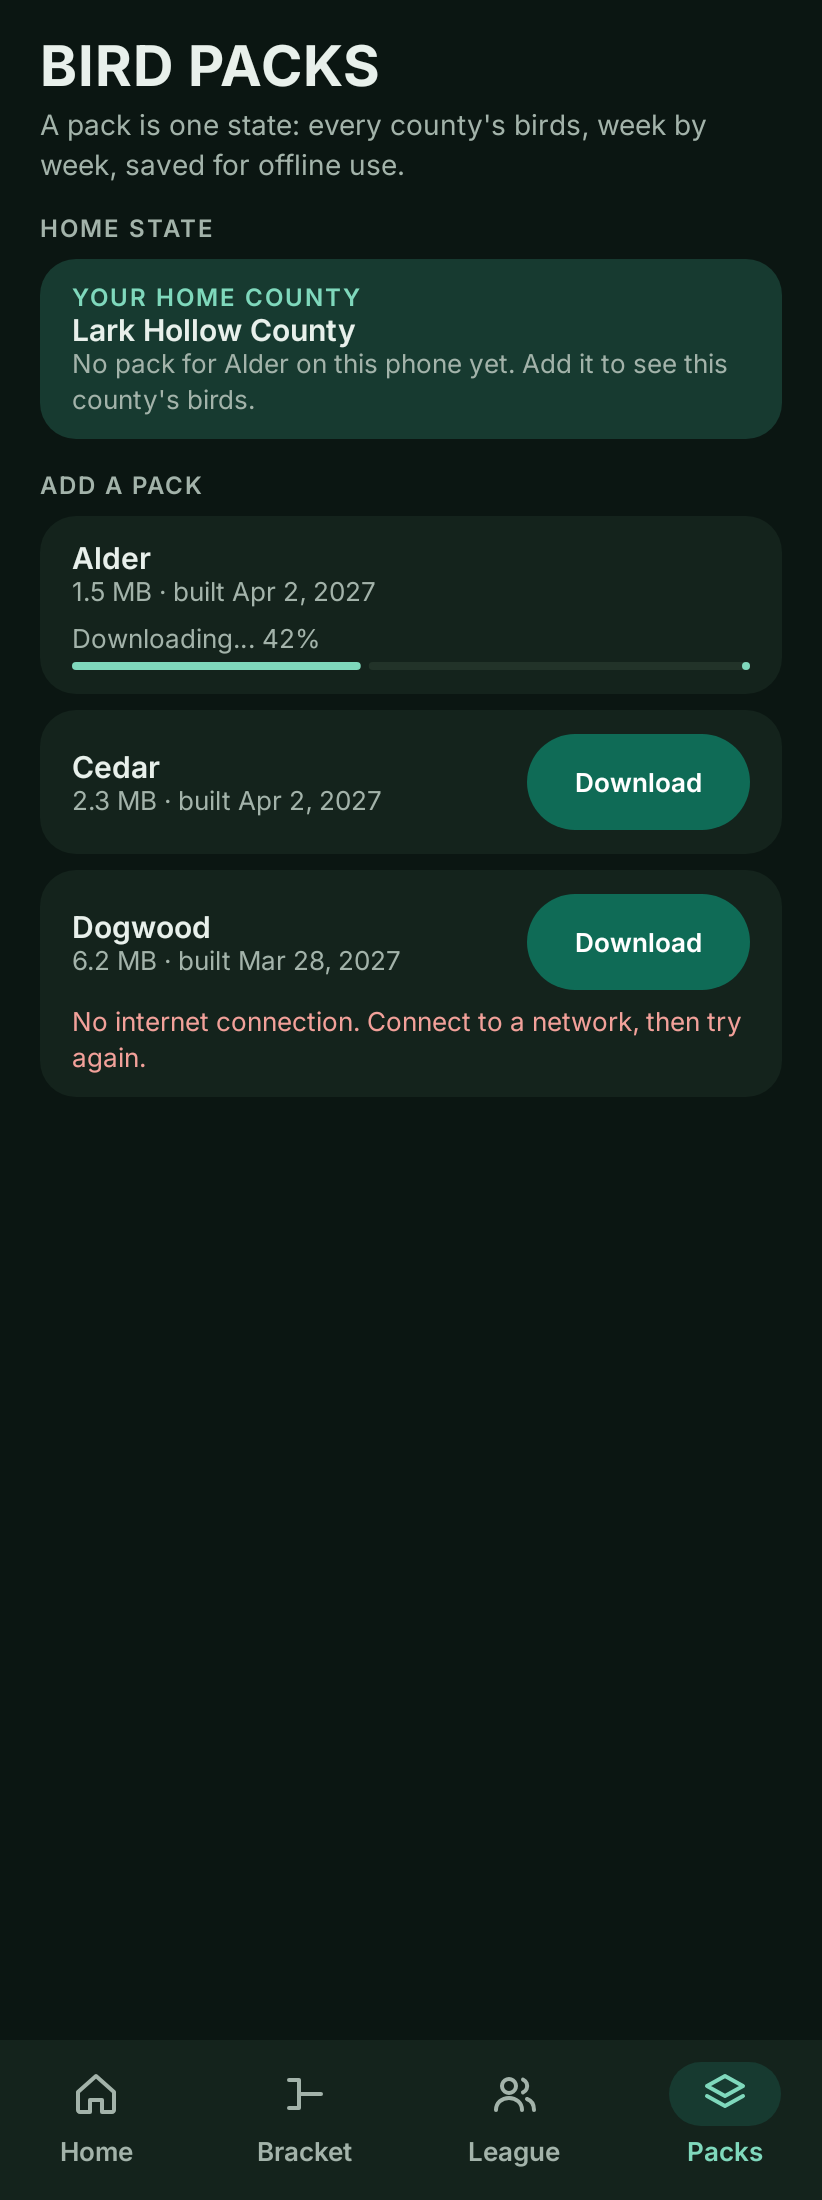 BIRD PACKS
A pack is one state: every county's birds, week by
week, saved for offline use.
HOME STATE
YOUR HOME COUNTY
Lark Hollow County
No pack for Alder on this phone yet. Add it to see this
county's birds.
ADD A PACK
Alder
1.5 MB · built Apr 2, 2027
Downloading... 42%
Cedar
2.3 MB · built Apr 2, 2027
Download
Dogwood
6.2 MB · built Mar 28, 2027
Download
No internet connection. Connect to a network, then try
again.
Home
Bracket
League
Packs